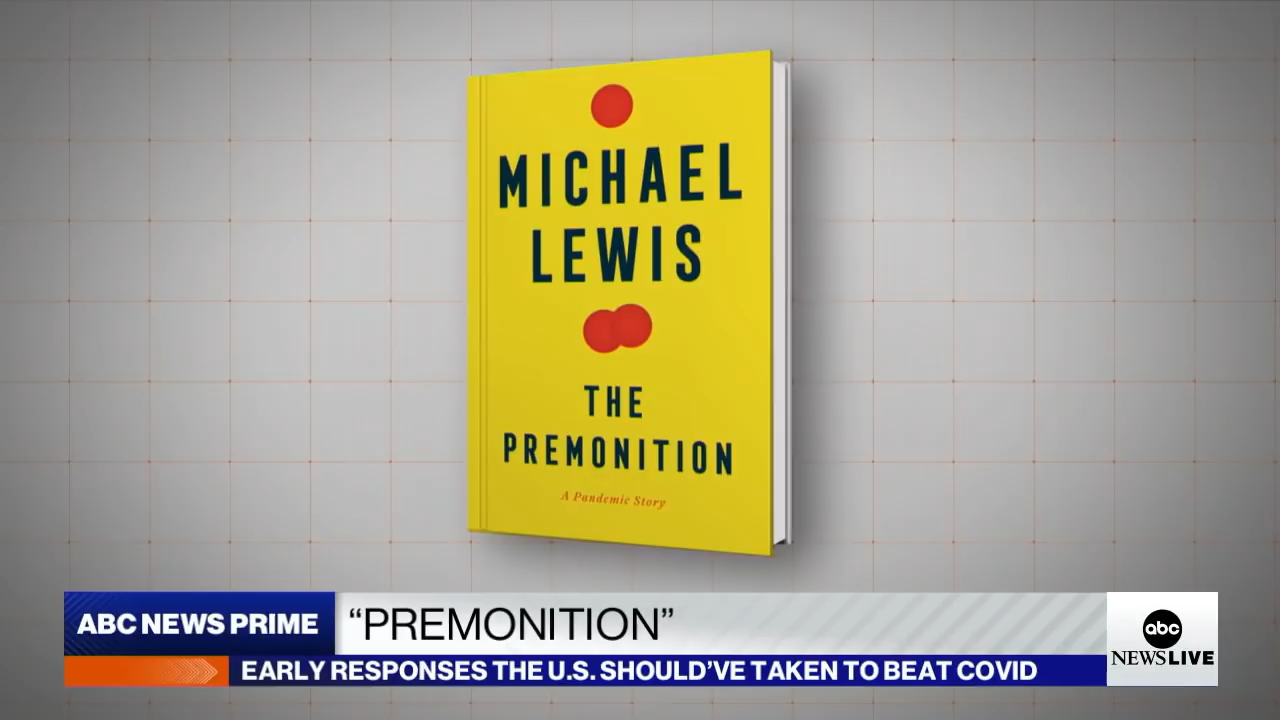 MICHAEL
LEWIS
THE
PREMONITION
A Pandemic Story
ABC NEWS PRIME
“PREMONITION”
EARLY RESPONSES THE U.S. SHOULD’VE TAKEN TO BEAT COVID
abc
NEWSLIVE